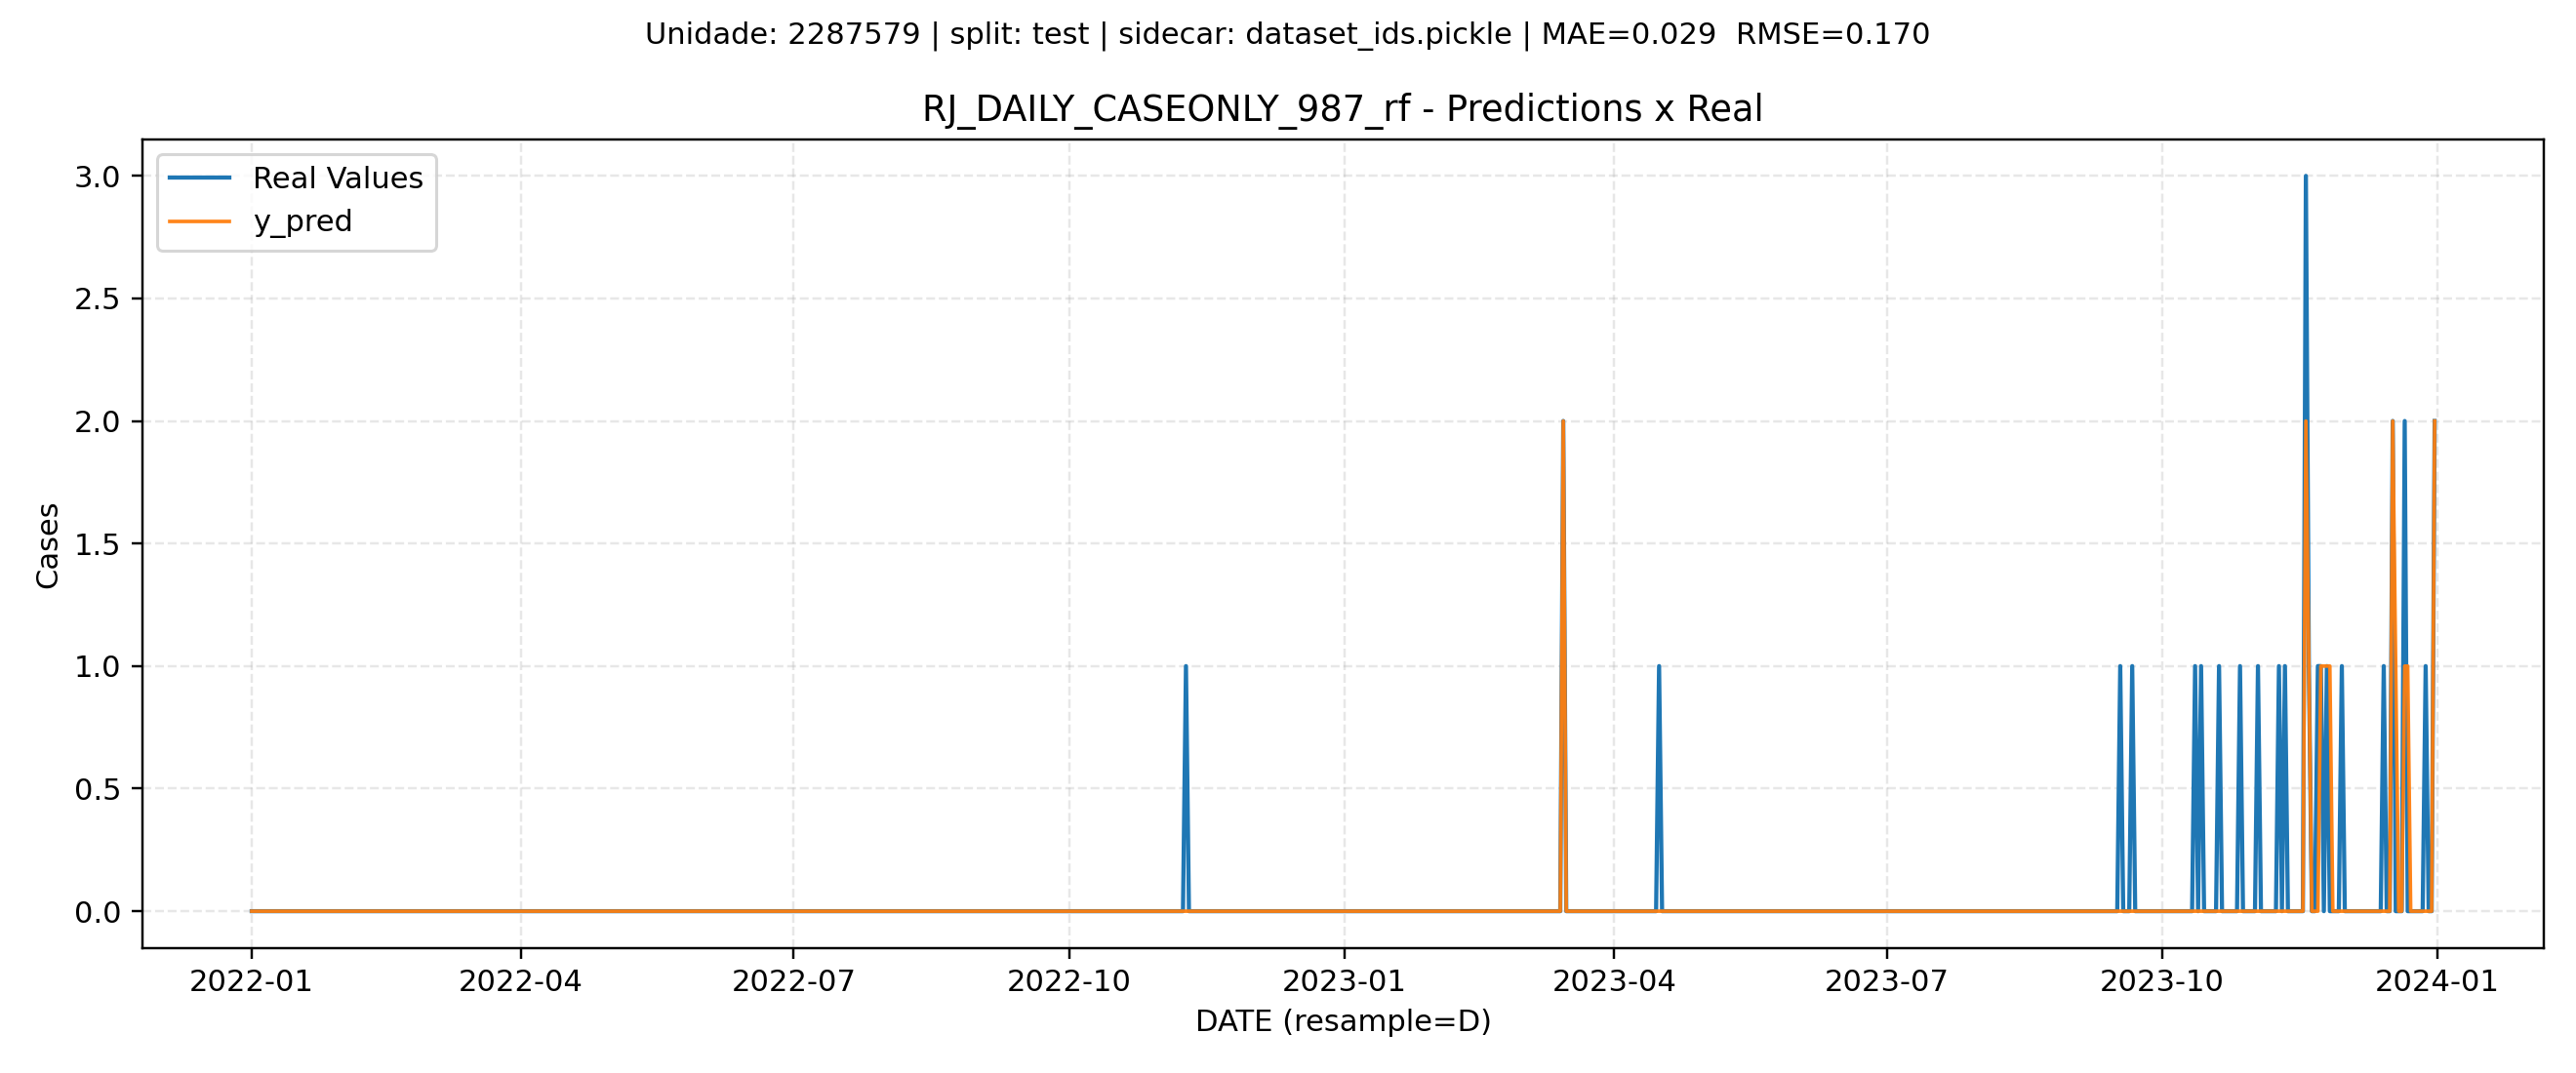 Unidade: 2287579 | split: test | sidecar: dataset_ids.pickle | MAE=0.029  RMSE=0.170
RJ_DAILY_CASEONLY_987_rf - Predictions x Real
Real Values
y_pred
3.0
2.5
2.0
1.5
1.0
0.5
0.0
Cases
2022-01
2022-04
2022-07
2022-10
2023-01
2023-04
2023-07
2023-10
2024-01
DATE (resample=D)